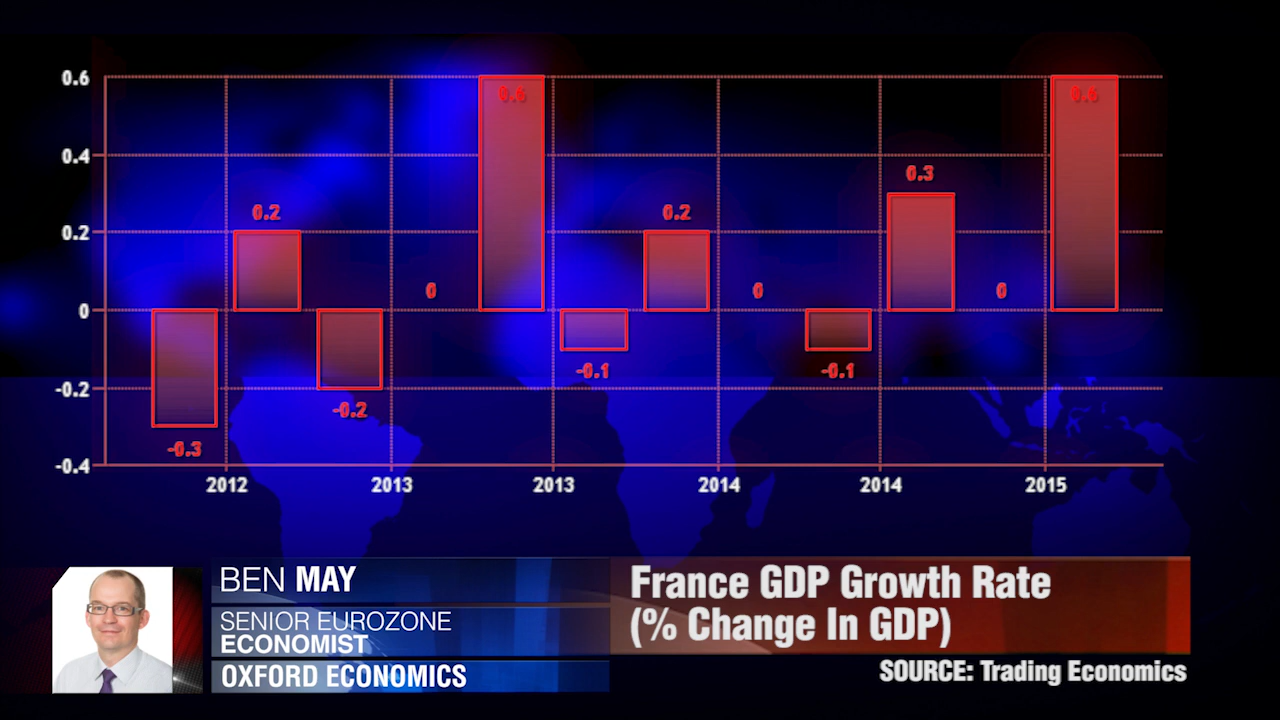 0.6
0.4
0.2
0
-0.2
-0.4
-0.3
0.2
-0.2
0
0.6
-0.1
0.2
0
-0.1
0.3
0
0.6
2012 2013 2013 2014 2014 2015
BEN MAY
SENIOR EUROZONE
ECONOMIST
OXFORD ECONOMICS
France GDP Growth Rate
(% Change In GDP)
SOURCE: Trading Economics